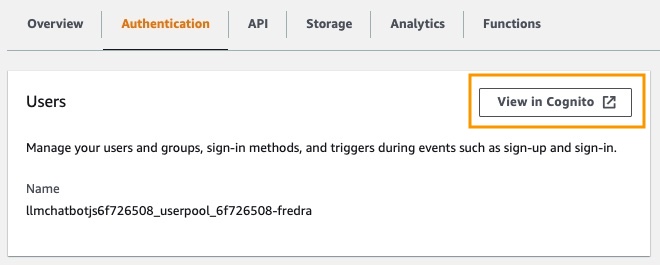 Overview Authentication API Storage Analytics Functions
Users
View in Cognito
Manage your users and groups, sign-in methods, and triggers during events such as sign-up and sign-in.
Name
llmchatbotjs6f726508_userpool_6f726508-fredra